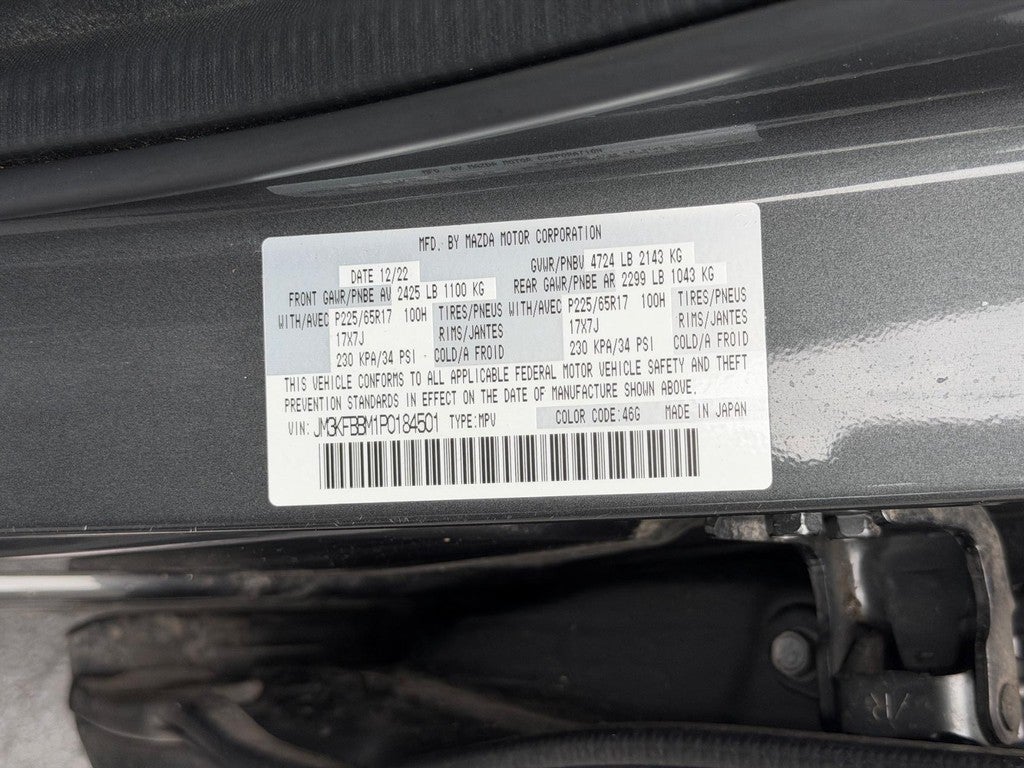 MFD. BY MAZDA MOTOR CORPORATION
MFD. BY MAZDA MOTOR CORPORATION
DATE 12/22 GVWR/PNBV 4724 LB 2143 KG
FRONT GAWR/PNBE AV 2425 LB 1100 KG REAR GAWR/PNBE AR 2299 LB 1043 KG
WITH/AVEC P225/65R17 100H TIRES/PNEUS WITH/AVEC P225/65R17 100H TIRES/PNEUS
17X7J RIMS/JANTES 17X7J RIMS/JANTES
230 KPA/34 PSI COLD/A FROID 230 KPA/34 PSI COLD/A FROID
THIS VEHICLE CONFORMS TO ALL APPLICABLE FEDERAL MOTOR VEHICLE SAFETY AND THEFT
PREVENTION STANDARDS IN EFFECT ON THE DATE OF MANUFACTURE SHOWN ABOVE.
VIN: JM3KFBBM1P0184501 TYPE:MPV COLOR CODE:46G MADE IN JAPAN